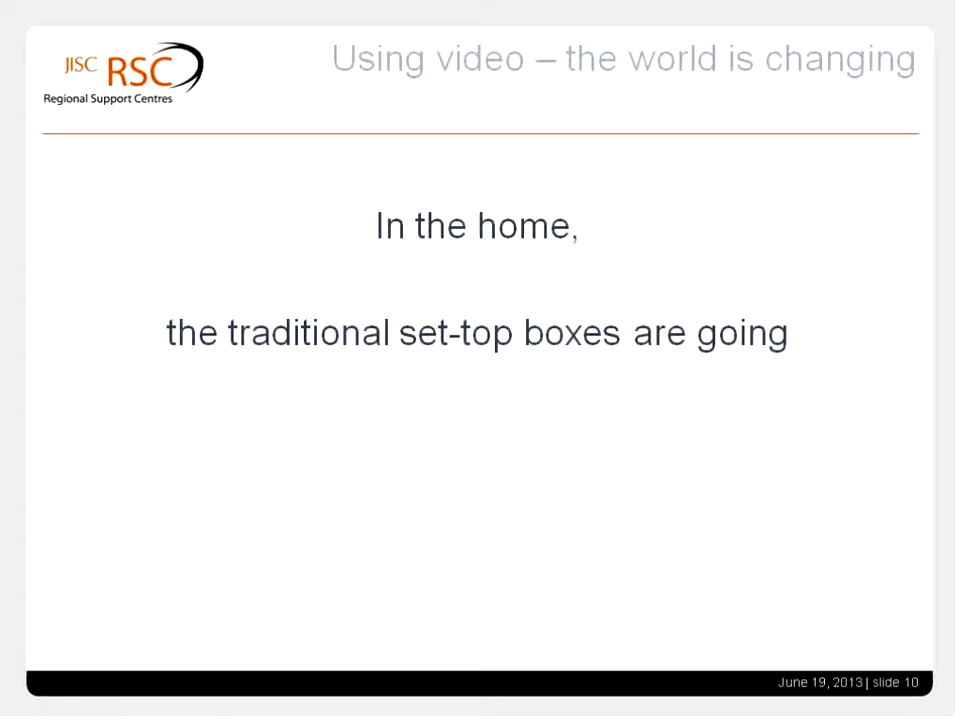 Using video – the world is changing
JISC RSC
Regional Support Centres
In the home,
the traditional set-top boxes are going
June 19, 2013 | slide 10